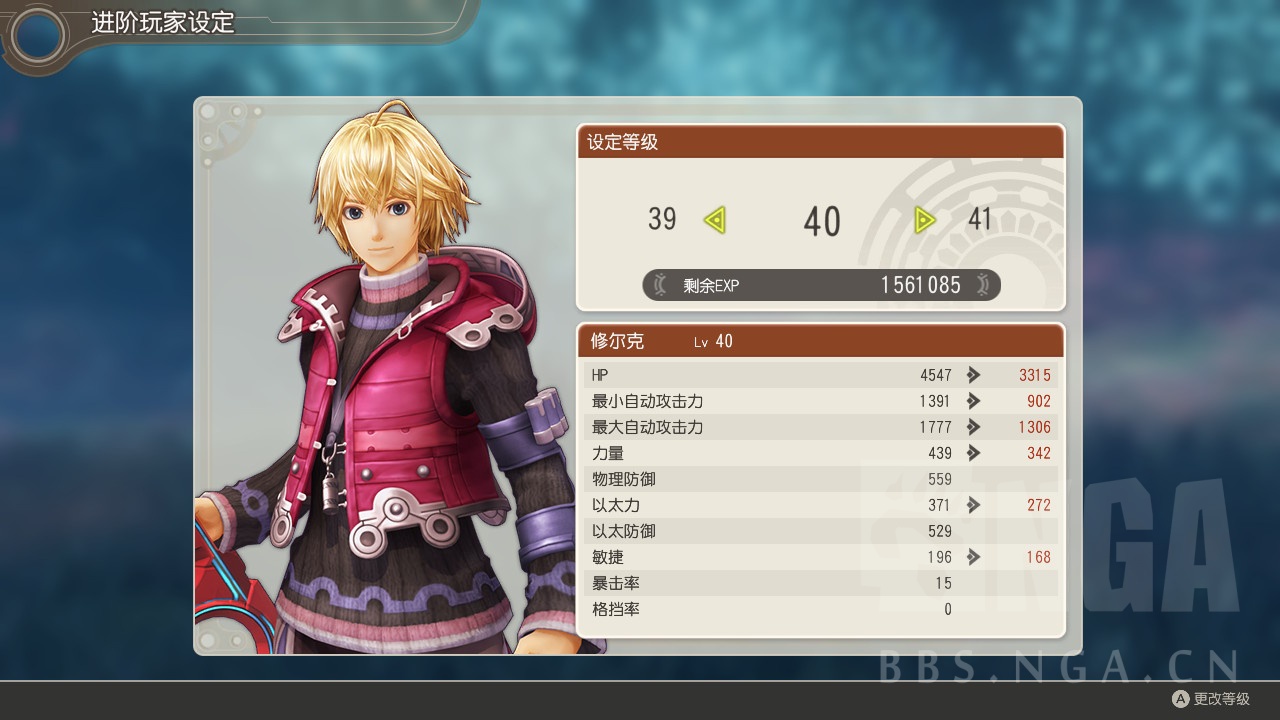 进阶玩家设定
设定等级
39 40 41
剩余EXP 1561085
修尔克 Lv 40
HP 4547 3315
最小自动攻击力 1391 902
最大自动攻击力 1777 1306
力量 439 342
物理防御 559
以太力 371 272
以太防御 529
敏捷 196 168
暴击率 15
格挡率 0
NGA
BBS.NGA.CN
A 更改等级